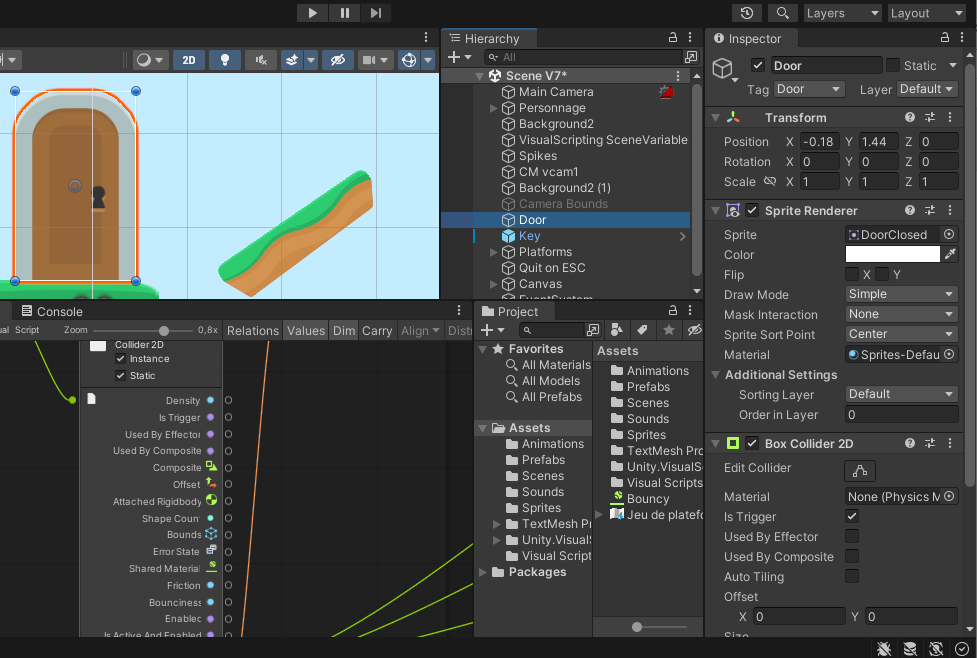 Layers
Layout
2D
Hierarchy
All
Scene V7*
Main Camera
Personnage
Background2
VisualScripting SceneVariable
Spikes
CM vcam1
Background2 (1)
Camera Bounds
Door
Key
Platforms
Quit on ESC
Canvas
EventSystem
Inspector
Door
Static
Tag Door
Layer Default
Transform
Position X -0.18 Y 1.44 Z 0
Rotation X 0 Y 0 Z 0
Scale X 1 Y 1 Z 1
Sprite Renderer
Sprite DoorClosed
Color
Flip X Y
Draw Mode Simple
Mask Interaction None
Sprite Sort Point Center
Material Sprites-Defau
Additional Settings
Sorting Layer Default
Order in Layer 0
Box Collider 2D
Edit Collider
Material None (Physics M
Is Trigger
Used By Effector
Used By Composite
Auto Tiling
Offset
X 0 Y 0
Size
Console
ual Script Zoom 0,8x Relations Values Dim Carry Align Distr
Collider 2D
Instance
Static
Density
Is Trigger
Used By Effector
Used By Composite
Composite
Offset
Attached Rigidbody
Shape Count
Bounds
Error State
Shared Material
Friction
Bounciness
Enabled
Is Active And Enabled
Project
Favorites
All Materials
All Models
All Prefabs
Assets
Animations
Prefabs
Scenes
Sounds
Sprites
TextMesh P
Unity.Visual
Visual Script
Packages
Assets
Animations
Prefabs
Scenes
Sounds
Sprites
TextMesh Pro
Unity.VisualS
Visual Scripts
Bouncy
Jeu de platef